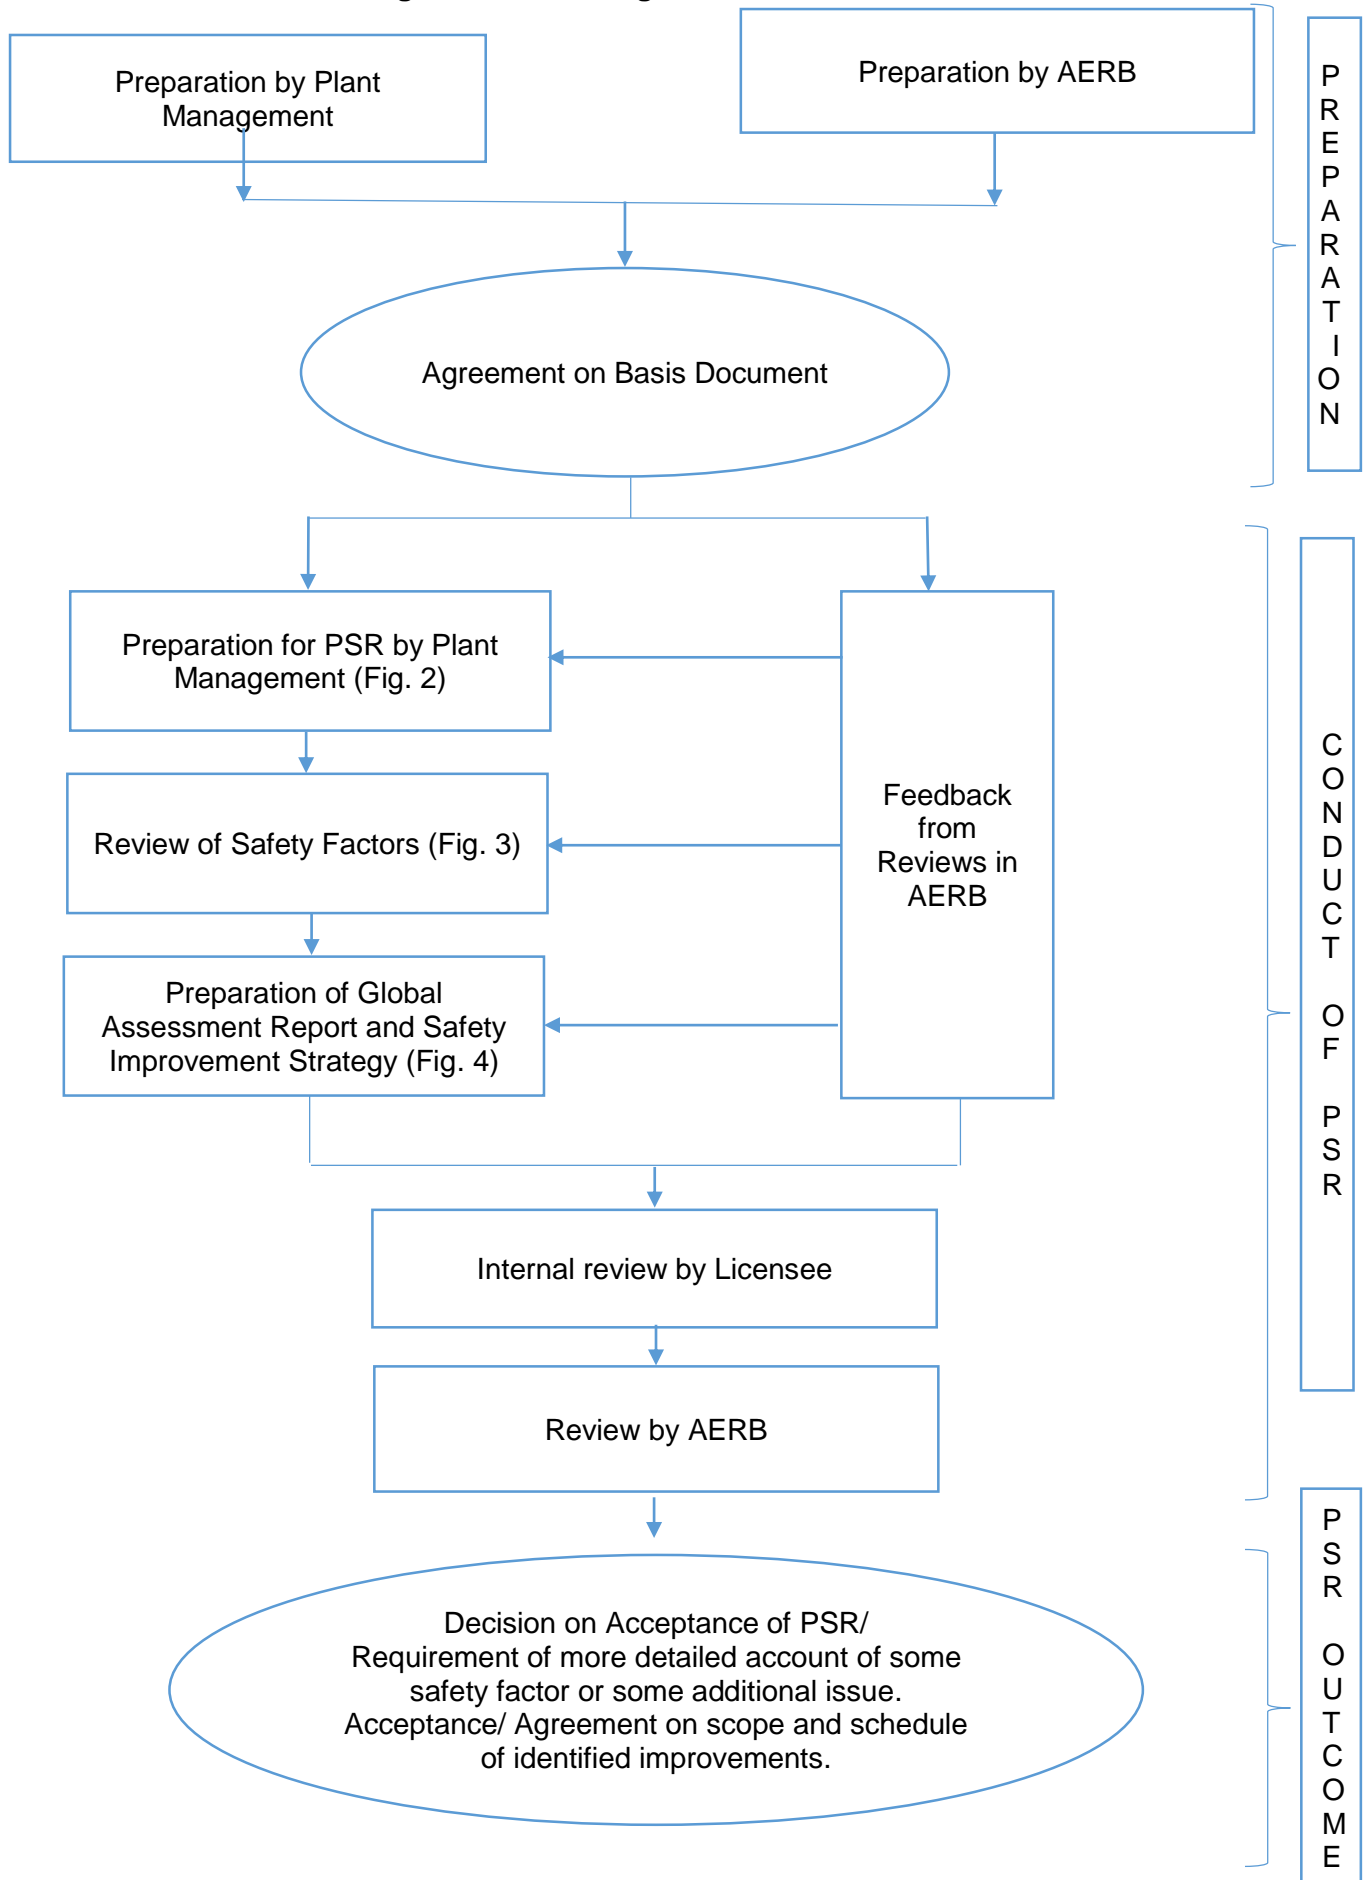 Preparation by Plant
Management
Preparation by AERB
PREPARATION
Agreement on Basis Document
Preparation for PSR by Plant
Management (Fig. 2)
Review of Safety Factors (Fig. 3)
Preparation of Global
Assessment Report and Safety
Improvement Strategy (Fig. 4)
Feedback
from
Reviews in
AERB
CONDUCT OF PSR
Internal review by Licensee
Review by AERB
Decision on Acceptance of PSR/
Requirement of more detailed account of some
safety factor or some additional issue.
Acceptance/ Agreement on scope and schedule
of identified improvements.
PSR OUTCOME